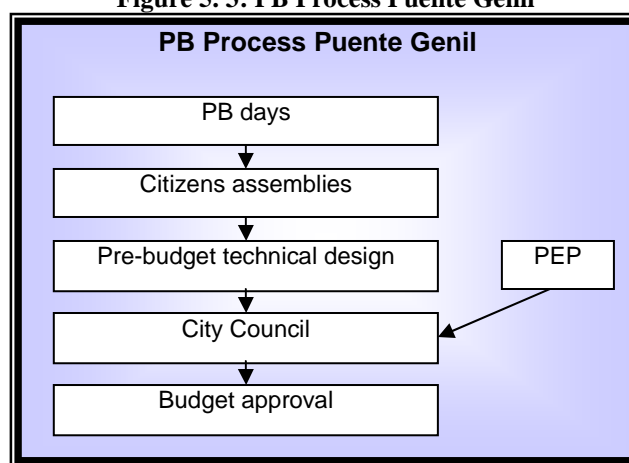 Figure 5. 3: PB Process Puente Genil
PB Process Puente Genil
PB days
Citizens assemblies
Pre-budget technical design
PEP
City Council
Budget approval